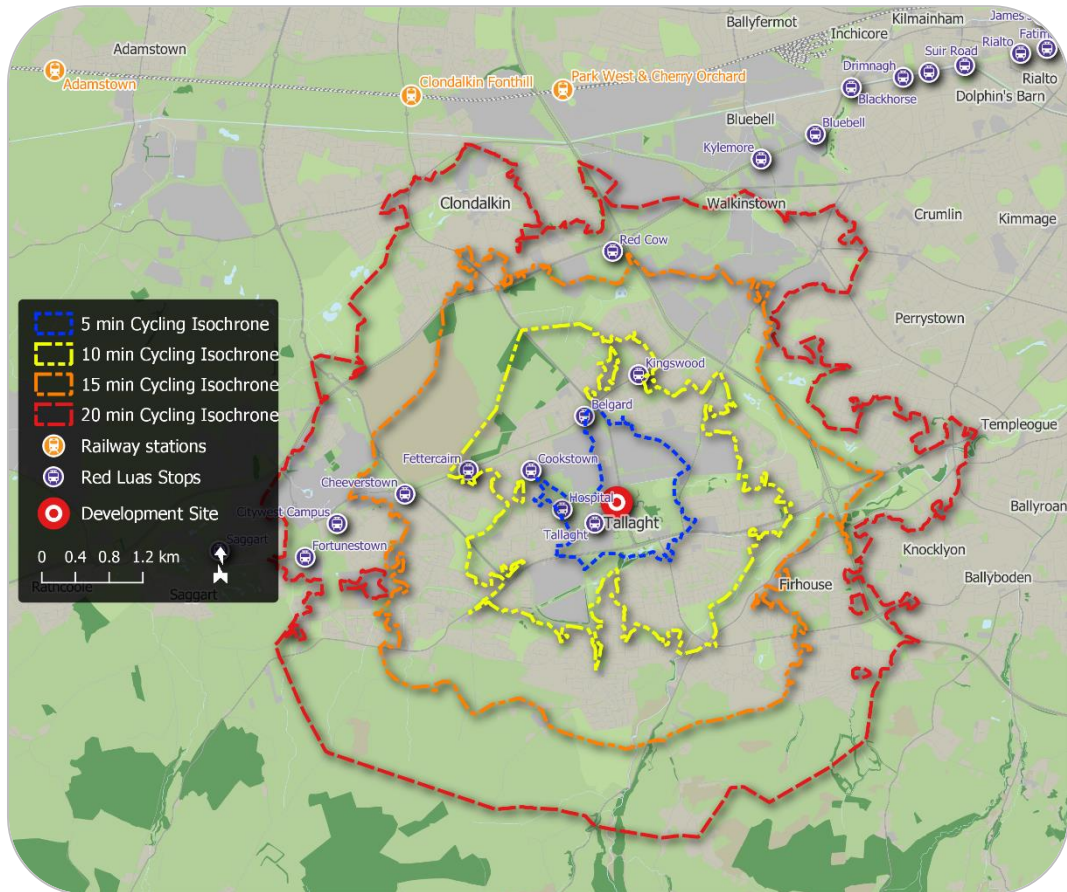 Ballyfermot
Kilmainham
James's
Adamstown
Inchicore
Rialto
Fatima
Suir Road
Drimnagh
Adamstown
Clondalkin Fonthill
Park West & Cherry Orchard
Rialto
Blackhorse
Dolphin's Barn
Bluebell
Bluebell
Kylemore
Clondalkin
Walkinstown
Crumlin
Kimmage
Red Cow
5 min Cycling Isochrone
10 min Cycling Isochrone
15 min Cycling Isochrone
20 min Cycling Isochrone
Railway stations
Red Luas Stops
Development Site
0 0.4 0.8 1.2 km
Perrystown
Kingswood
Belgard
Templeogue
Fettercairn
Cookstown
Cheeverstown
Hospital
Citywest Campus
Tallaght
Tallaght
Ballyroan
Saggart
Fortunestown
Knocklyon
Firhouse
Ballyboden
Rathcoole
Saggart